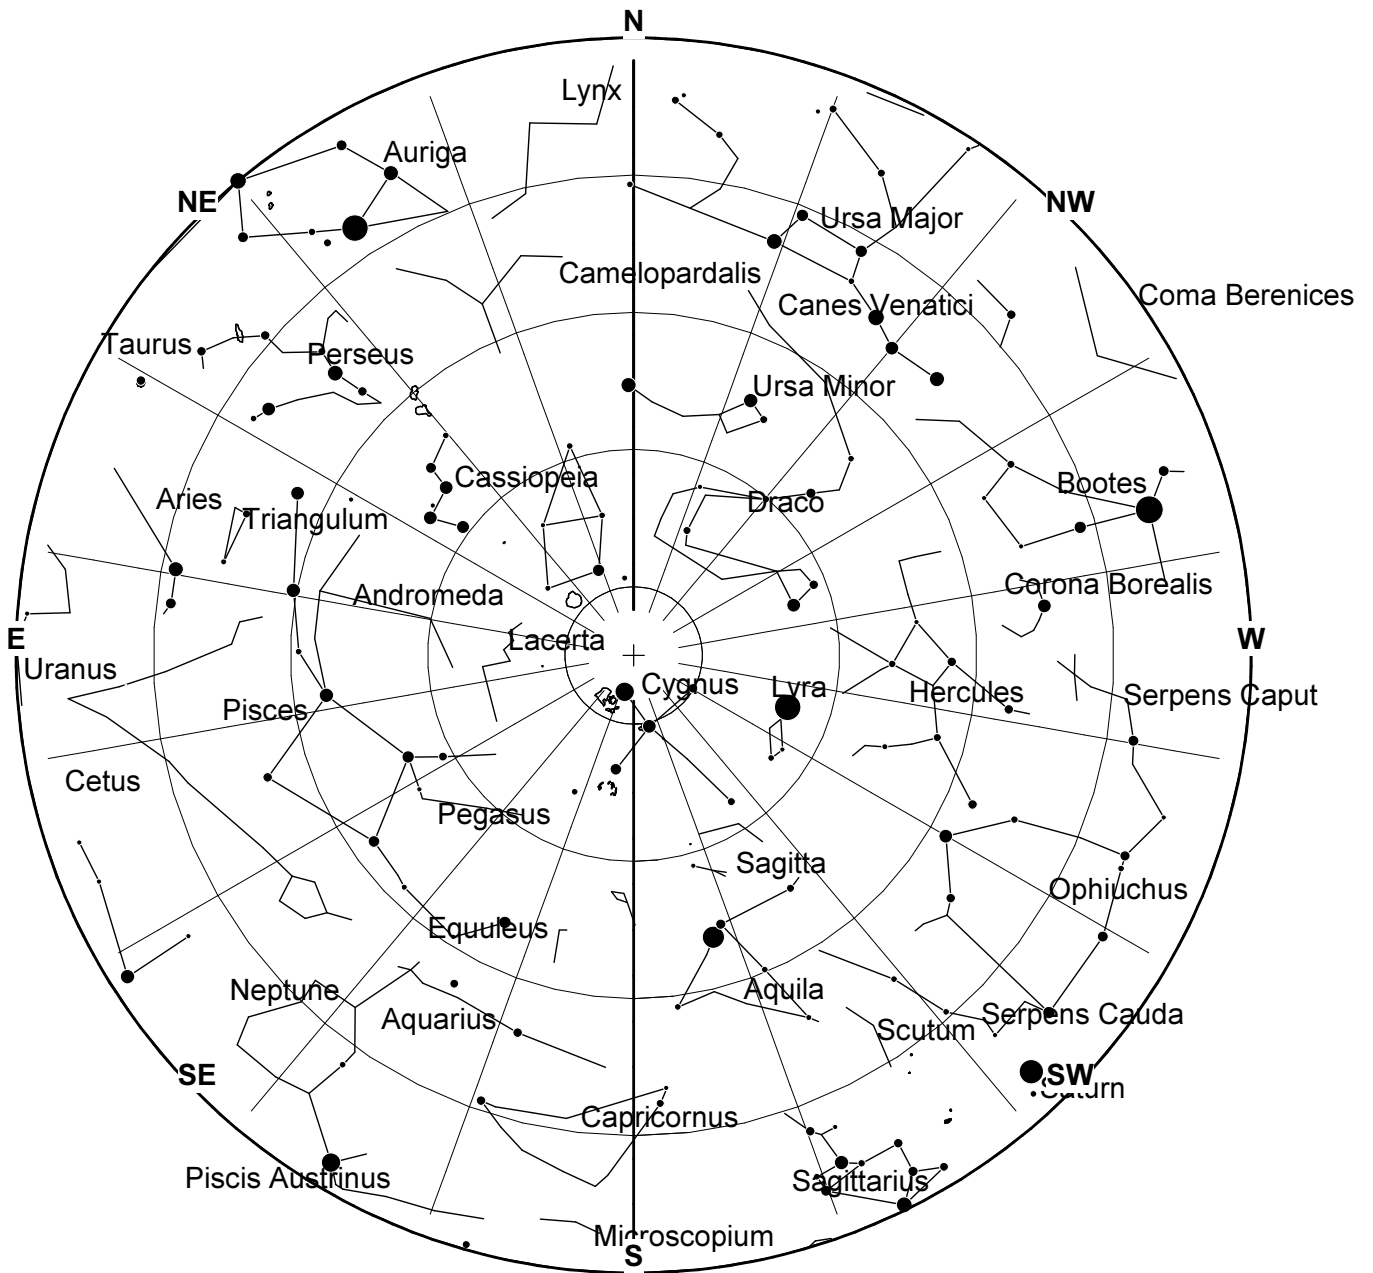 N
Lynx
Auriga
NE
NW
Ursa Major
Camelopardalis
Canes Venatici
Coma Berenices
Taurus
Perseus
Ursa Minor
Cassiopeia
Bootes
Aries
Triangulum
Draco
Andromeda
Corona Borealis
E
Lacerta
W
Uranus
Cygnus
Lyra
Hercules
Serpens Caput
Pisces
Cetus
Pegasus
Sagitta
Ophiuchus
Equuleus
Neptune
Aquila
Aquarius
Scutum
Serpens Cauda
SE
SW
Saturn
Capricornus
Piscis Austrinus
Sagittarius
Microscopium
S